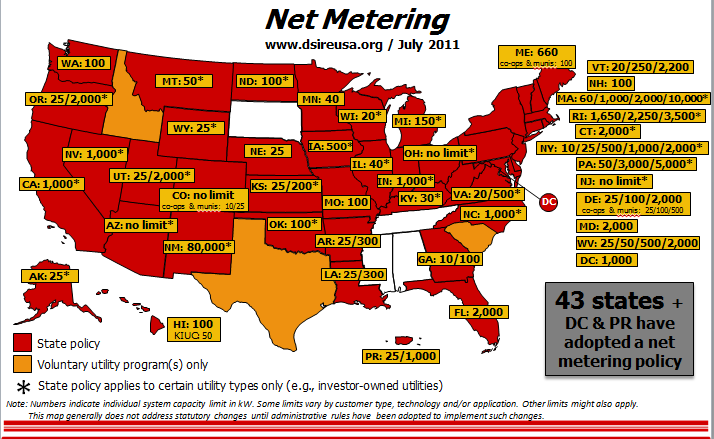 Net Metering
www.dsireusa.org / July 2011
WA: 100
OR: 25/2,000*
MT: 50*
ND: 100*
MN: 40
WI: 20*
MI: 150*
WY: 25*
IA: 500*
NE: 25
NV: 1,000*
UT: 25/2,000*
CA: 1,000*
CO: no limit
co-ops & munis: 10/25
KS: 25/200*
MO: 100
IL: 40*
IN: 1,000*
OH: no limit*
KY: 30*
VA: 20/500*
NC: 1,000*
AZ: no limit*
NM: 80,000*
OK: 100*
AR: 25/300
LA: 25/300
GA: 10/100
FL: 2,000
AK: 25*
HI: 100
KIUC: 50
PR: 25/1,000
ME: 660
co-ops & munis: 100
VT: 20/250/2,200
NH: 100
MA: 60/1,000/2,000/10,000*
RI: 1,650/2,250/3,500*
CT: 2,000*
NY: 10/25/500/1,000/2,000*
PA: 50/3,000/5,000*
NJ: no limit*
DE: 25/100/2,000
co-ops & munis: 25/100/500
MD: 2,000
WV: 25/50/500/2,000
DC: 1,000
DC
43 states +
DC & PR have
adopted a net
metering policy
State policy
Voluntary utility program(s) only
* State policy applies to certain utility types only (e.g., investor-owned utilities)
Note: Numbers indicate individual system capacity limit in kW. Some limits vary by customer type, technology and/or application. Other limits might also apply.
This map generally does not address statutory changes until administrative rules have been adopted to implement such changes.